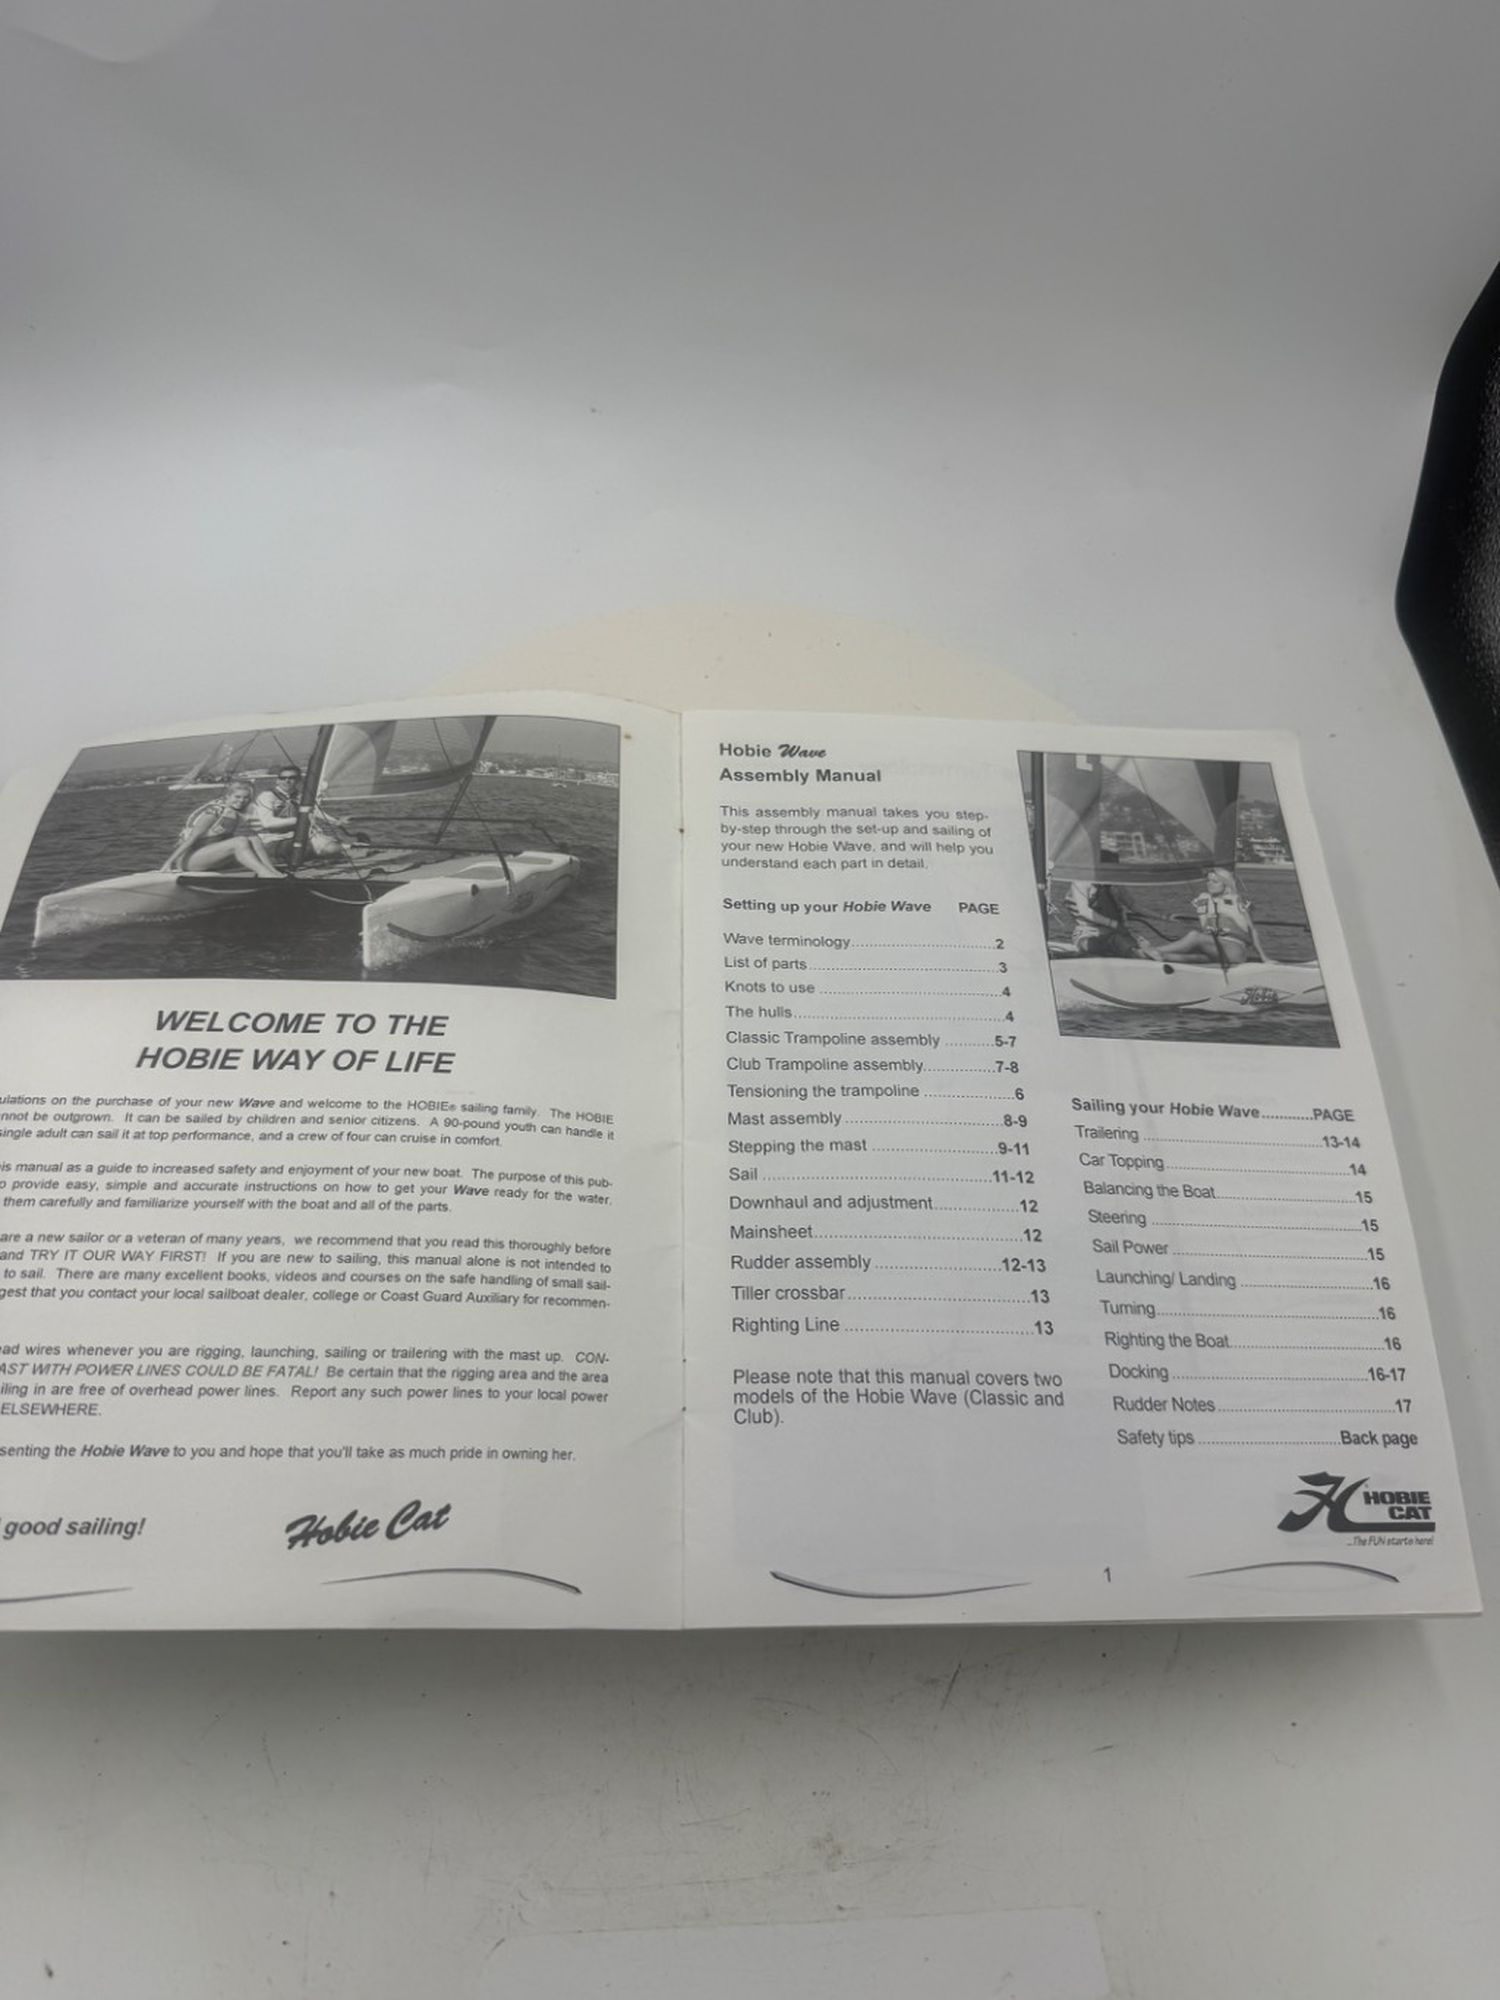 WELCOME TO THE
HOBIE WAY OF LIFE
ulations on the purchase of your new Wave and welcome to the HOBIE® sailing family. The HOBIE
nnot be outgrown. It can be sailed by children and senior citizens. A 90-pound youth can handle it
single adult can sail it at top performance, and a crew of four can cruise in comfort.
is manual as a guide to increased safety and enjoyment of your new boat. The purpose of this pub-
o provide easy, simple and accurate instructions on how to get your Wave ready for the water.
them carefully and familiarize yourself with the boat and all of the parts.
are a new sailor or a veteran of many years, we recommend that you read this thoroughly before
and TRY IT OUR WAY FIRST! If you are new to sailing, this manual alone is not intended to
to sail. There are many excellent books, videos and courses on the safe handling of small sail-
gest that you contact your local sailboat dealer, college or Coast Guard Auxiliary for recommen-
ead wires whenever you are rigging, launching, sailing or trailering with the mast up. CON-
AST WITH POWER LINES COULD BE FATAL! Be certain that the rigging area and the area
iling in are free of overhead power lines. Report any such power lines to your local power
ELSEWHERE.
senting the Hobie Wave to you and hope that you'll take as much pride in owning her.
good sailing!
Hobie Cat
Hobie Wave
Assembly Manual
This assembly manual takes you step-
by-step through the set-up and sailing of
your new Hobie Wave, and will help you
understand each part in detail.
Setting up your Hobie Wave PAGE
Wave terminology..............................2
List of parts........................................3
Knots to use ......................................4
The hulls............................................4
Classic Trampoline assembly ..........5-7
Club Trampoline assembly..............7-8
Tensioning the trampoline ..................6
Mast assembly ................................8-9
Stepping the mast ..........................9-11
Sail ................................................11-12
Downhaul and adjustment.................12
Mainsheet..........................................12
Rudder assembly .........................12-13
Tiller crossbar....................................13
Righting Line .....................................13
Please note that this manual covers two
models of the Hobie Wave (Classic and
Club).
Hobie
Sailing your Hobie Wave...........PAGE
Trailering ....................................13-14
Car Topping....................................14
Balancing the Boat..........................15
Steering ..........................................15
Sail Power ......................................15
Launching/ Landing ........................16
Turning............................................16
Righting the Boat.............................16
Docking ......................................16-17
Rudder Notes..................................17
Safety tips ..........................Back page
HOBIE
CAT
...The FUN starts here!
1